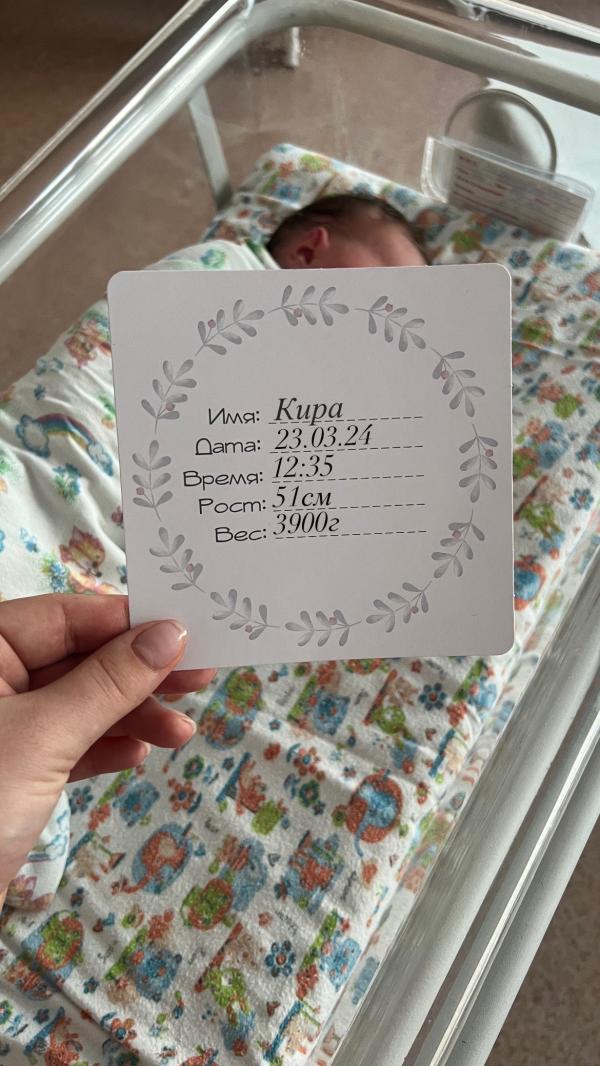 Имя: Кира
Дата: 23.03.24
Время: 12:35
Рост: 51см
Вес: 3900г